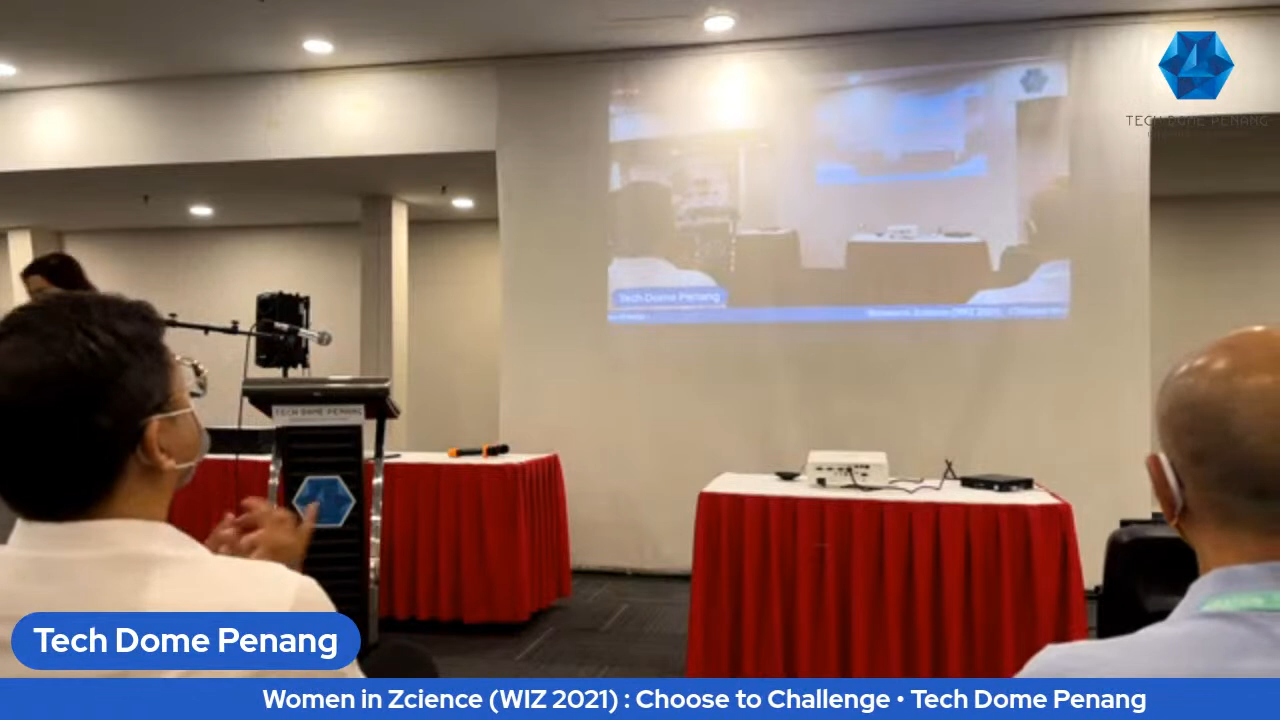 TECH DOME PENANG
TECH DOME PENANG
Tech Dome Penang
Tech Dome Penang
Women in Zcience (WIZ 2021) : Choose to Challenge • Tech Dome Penang